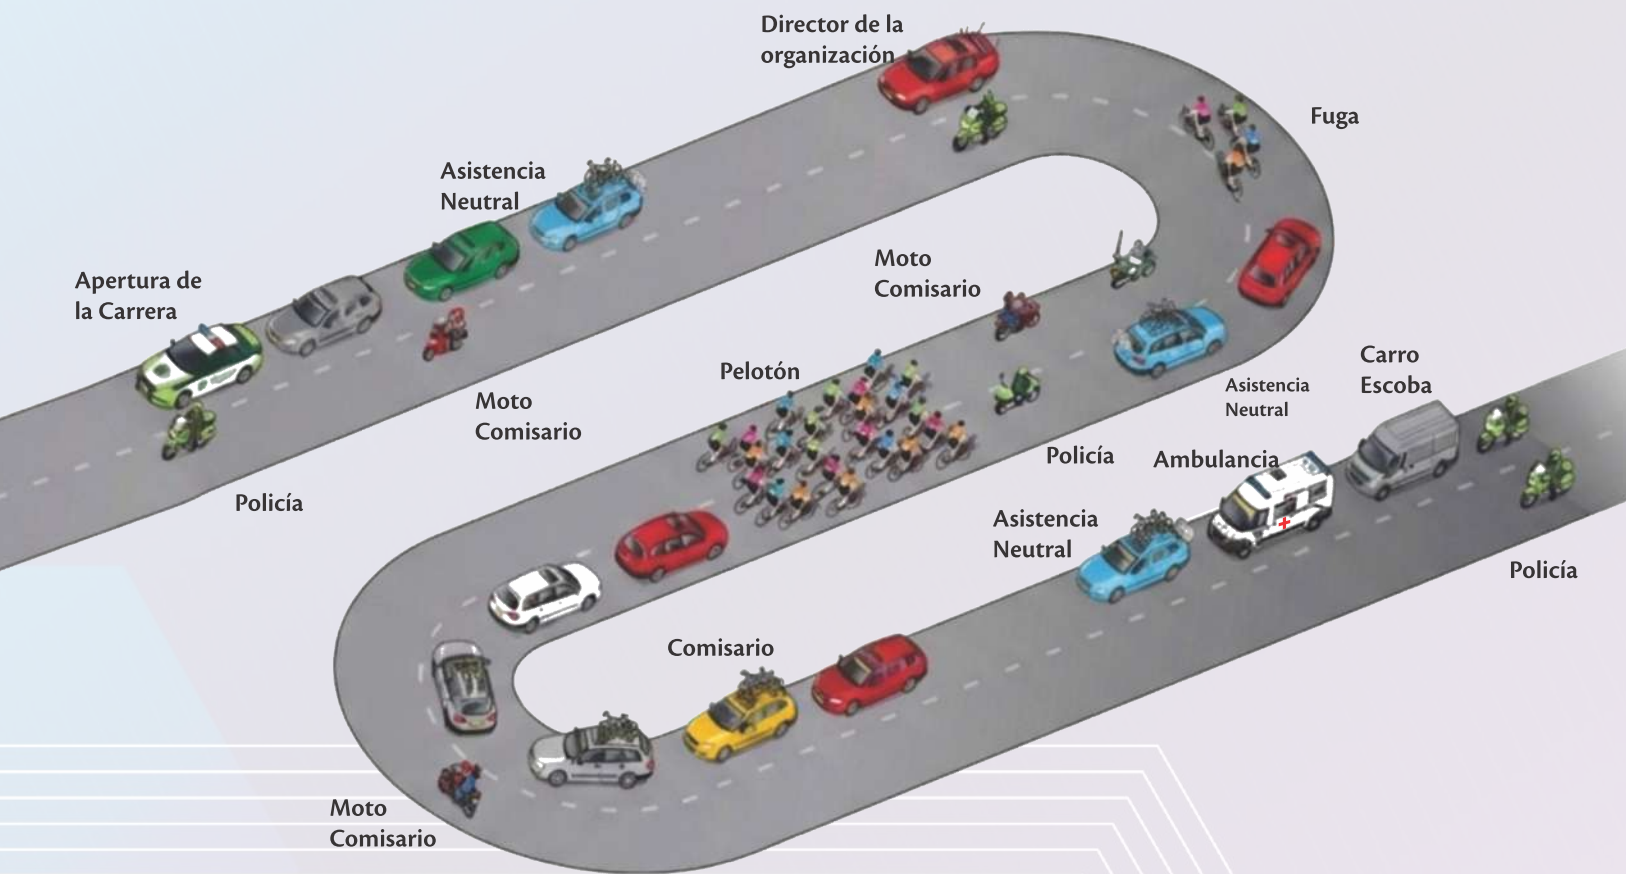 Director de la
organización
Fuga
Asistencia
Neutral
Apertura de
la Carrera
Moto
Comisario
Moto
Comisario
Policía
Pelotón
Asistencia
Neutral
Carro
Escoba
Policía
Ambulancia
Asistencia
Neutral
Policía
Comisario
Moto
Comisario